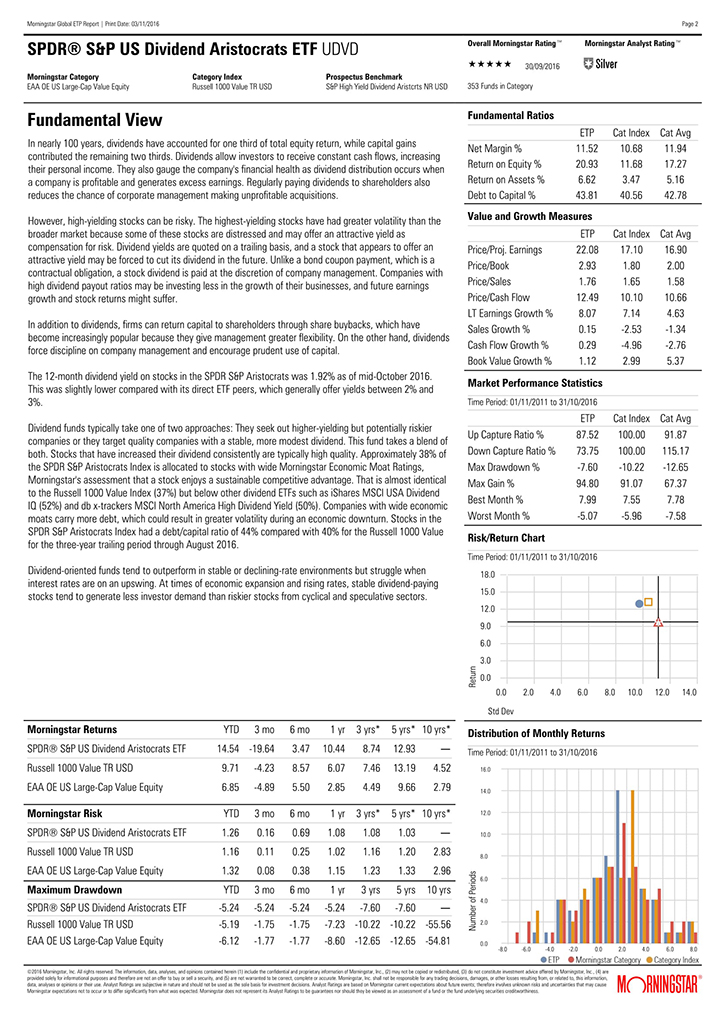 Morningstar Global ETP Report | Print Date: 03/11/2016 Page 2
SPDR® S&P US Dividend Aristocrats ETF UDVD
Overall Morningstar Rating™ Morningstar Analyst Rating™
★★★★★ 30/09/2016 Silver
Morningstar Category Category Index Prospectus Benchmark
EAA OE US Large-Cap Value Equity Russell 1000 Value TR USD S&P High Yield Dividend Aristcrts NR USD
353 Funds in Category
Fundamental View
In nearly 100 years, dividends have accounted for one third of total equity return, while capital gains
contributed the remaining two thirds. Dividends allow investors to receive constant cash flows, increasing
their personal income. They also gauge the company's financial health as dividend distribution occurs when
a company is profitable and generates excess earnings. Regularly paying dividends to shareholders also
reduces the chance of corporate management making unprofitable acquisitions.
However, high-yielding stocks can be risky. The highest-yielding stocks have had greater volatility than the
broader market because some of these stocks are distressed and may offer an attractive yield as
compensation for risk. Dividend yields are quoted on a trailing basis, and a stock that appears to offer an
attractive yield may be forced to cut its dividend in the future. Unlike a bond coupon payment, which is a
contractual obligation, a stock dividend is paid at the discretion of company management. Companies with
high dividend payout ratios may be investing less in the growth of their businesses, and future earnings
growth and stock returns might suffer.
In addition to dividends, firms can return capital to shareholders through share buybacks, which have
become increasingly popular because they give management greater flexibility. On the other hand, dividends
force discipline on company management and encourage prudent use of capital.
The 12-month dividend yield on stocks in the SPDR S&P Aristocrats was 1.92% as of mid-October 2016.
This was slightly lower compared with its direct ETF peers, which generally offer yields between 2% and
3%.
Dividend funds typically take one of two approaches: They seek out higher-yielding but potentially riskier
companies or they target quality companies with a stable, more modest dividend. This fund takes a blend of
both. Stocks that have increased their dividend consistently are typically high quality. Approximately 38% of
the SPDR S&P Aristocrats Index is allocated to stocks with wide Morningstar Economic Moat Ratings,
Morningstar's assessment that a stock enjoys a sustainable competitive advantage. That is almost identical
to the Russell 1000 Value Index (37%) but below other dividend ETFs such as iShares MSCI USA Dividend
IQ (52%) and db x-trackers MSCI North America High Dividend Yield (50%). Companies with wide economic
moats carry more debt, which could result in greater volatility during an economic downturn. Stocks in the
SPDR S&P Aristocrats Index had a debt/capital ratio of 44% compared with 40% for the Russell 1000 Value
for the three-year trailing period through August 2016.
Dividend-oriented funds tend to outperform in stable or declining-rate environments but struggle when
interest rates are on an upswing. At times of economic expansion and rising rates, stable dividend-paying
stocks tend to generate less investor demand than riskier stocks from cyclical and speculative sectors.
Fundamental Ratios
ETP Cat Index Cat Avg
Net Margin % 11.52 10.68 11.94
Return on Equity % 20.93 11.68 17.27
Return on Assets % 6.62 3.47 5.16
Debt to Capital % 43.81 40.56 42.78
Value and Growth Measures
ETP Cat Index Cat Avg
Price/Proj. Earnings 22.08 17.10 16.90
Price/Book 2.93 1.80 2.00
Price/Sales 1.76 1.65 1.58
Price/Cash Flow 12.49 10.10 10.66
LT Earnings Growth % 8.07 7.14 4.63
Sales Growth % 0.15 -2.53 -1.34
Cash Flow Growth % 0.29 -4.96 -2.76
Book Value Growth % 1.12 2.99 5.37
Market Performance Statistics
Time Period: 01/11/2011 to 31/10/2016
ETP Cat Index Cat Avg
Up Capture Ratio % 87.52 100.00 91.87
Down Capture Ratio % 73.75 100.00 115.17
Max Drawdown % -7.60 -10.22 -12.65
Max Gain % 94.80 91.07 67.37
Best Month % 7.99 7.55 7.78
Worst Month % -5.07 -5.96 -7.58
Risk/Return Chart
Time Period: 01/11/2011 to 31/10/2016
18.0
15.0
12.0
9.0
6.0
3.0
0.0
Return
0.0 2.0 4.0 6.0 8.0 10.0 12.0 14.0
Std Dev
Morningstar Returns YTD 3 mo 6 mo 1 yr 3 yrs* 5 yrs* 10 yrs*
SPDR® S&P US Dividend Aristocrats ETF 14.54 -19.64 3.47 10.44 8.74 12.93 —
Russell 1000 Value TR USD 9.71 -4.23 8.57 6.07 7.46 13.19 4.52
EAA OE US Large-Cap Value Equity 6.85 -4.89 5.50 2.85 4.49 9.66 2.79
Morningstar Risk YTD 3 mo 6 mo 1 yr 3 yrs* 5 yrs* 10 yrs*
SPDR® S&P US Dividend Aristocrats ETF 1.26 0.16 0.69 1.08 1.08 1.03 —
Russell 1000 Value TR USD 1.16 0.11 0.25 1.02 1.16 1.20 2.83
EAA OE US Large-Cap Value Equity 1.32 0.08 0.38 1.15 1.23 1.33 2.96
Maximum Drawdown YTD 3 mo 6 mo 1 yr 3 yrs 5 yrs 10 yrs
SPDR® S&P US Dividend Aristocrats ETF -5.24 -5.24 -5.24 -5.24 -7.60 -7.60 —
Russell 1000 Value TR USD -5.19 -1.75 -1.75 -7.23 -10.22 -10.22 -55.56
EAA OE US Large-Cap Value Equity -6.12 -1.77 -1.77 -8.60 -12.65 -12.65 -54.81
Distribution of Monthly Returns
Time Period: 01/11/2011 to 31/10/2016
16.0
14.0
12.0
10.0
8.0
6.0
4.0
2.0
0.0
Number of Periods
-8.0 -6.0 -4.0 -2.0 0.0 2.0 4.0 6.0 8.0
ETP Morningstar Category Category Index
©2016 Morningstar, Inc. All rights reserved. The information, data, analyses, and opinions contained herein (1) include the confidential and proprietary information of Morningstar, Inc., (2) may not be copied or redistributed, (3) do not constitute investment advice offered by Morningstar, Inc., (4) are
provided solely for informational purposes and therefore are not an offer to buy or sell a security, and (5) are not warranted to be correct, complete or accurate. Morningstar, Inc. shall not be responsible for any trading decisions, damages, or other losses resulting from, or related to, this information,
data, analyses or opinions or their use. Analyst Ratings are subjective in nature and should not be used as the sole basis for investment decisions. Analyst Ratings are based on Morningstar current expectations about future events; therefore involves unknown risks and uncertainties that may cause
Morningstar expectations not to occur or to differ significantly from what was expected. Morningstar does not represent its Analyst Ratings to be guarantees nor should they be viewed as an assessment of a fund or the fund underlying securities creditworthiness.
MORNINGSTAR®